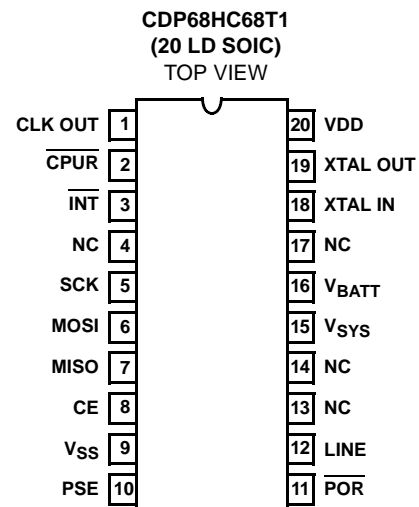 CDP68HC68T1
(20 LD SOIC)
TOP VIEW
CLK OUT 1 20 VDD
CPUR 2 19 XTAL OUT
INT 3 18 XTAL IN
NC 4 17 NC
SCK 5 16 VBATT
MOSI 6 15 VSYS
MISO 7 14 NC
CE 8 13 NC
VSS 9 12 LINE
PSE 10 11 POR